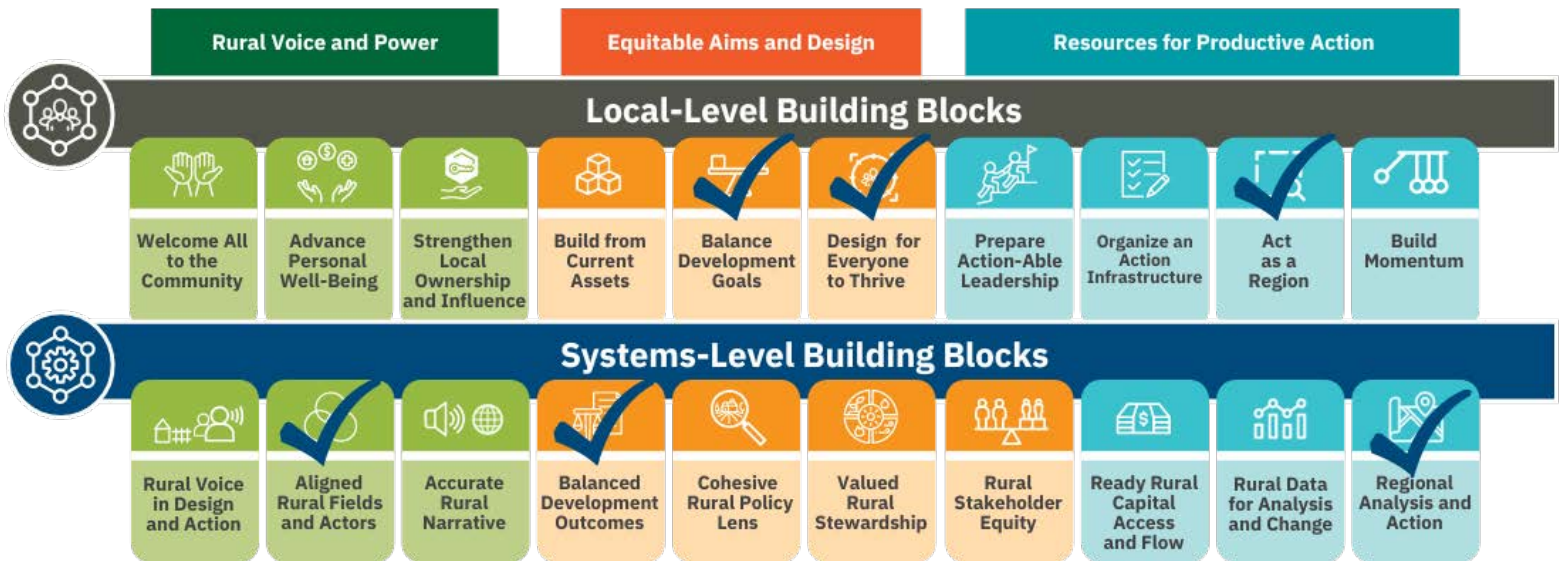 Rural Voice and Power
Equitable Aims and Design
Resources for Productive Action
Local-Level Building Blocks
Welcome All
to the
Community
Advance
Personal
Well-Being
Strengthen
Local
Ownership
and Influence
Build from
Current
Assets
Balance
Development
Goals
Design for
Everyone
to Thrive
Prepare
Action-Able
Leadership
Organize an
Action
Infrastructure
Act
as a
Region
Build
Momentum
Systems-Level Building Blocks
Rural Voice
in Design
and Action
Aligned
Rural Fields
and Actors
Accurate
Rural
Narrative
Balanced
Development
Outcomes
Cohesive
Rural Policy
Lens
Valued
Rural
Stewardship
Rural
Stakeholder
Equity
Ready Rural
Capital
Access
and Flow
Rural Data
for Analysis
and Change
Regional
Analysis and
Action